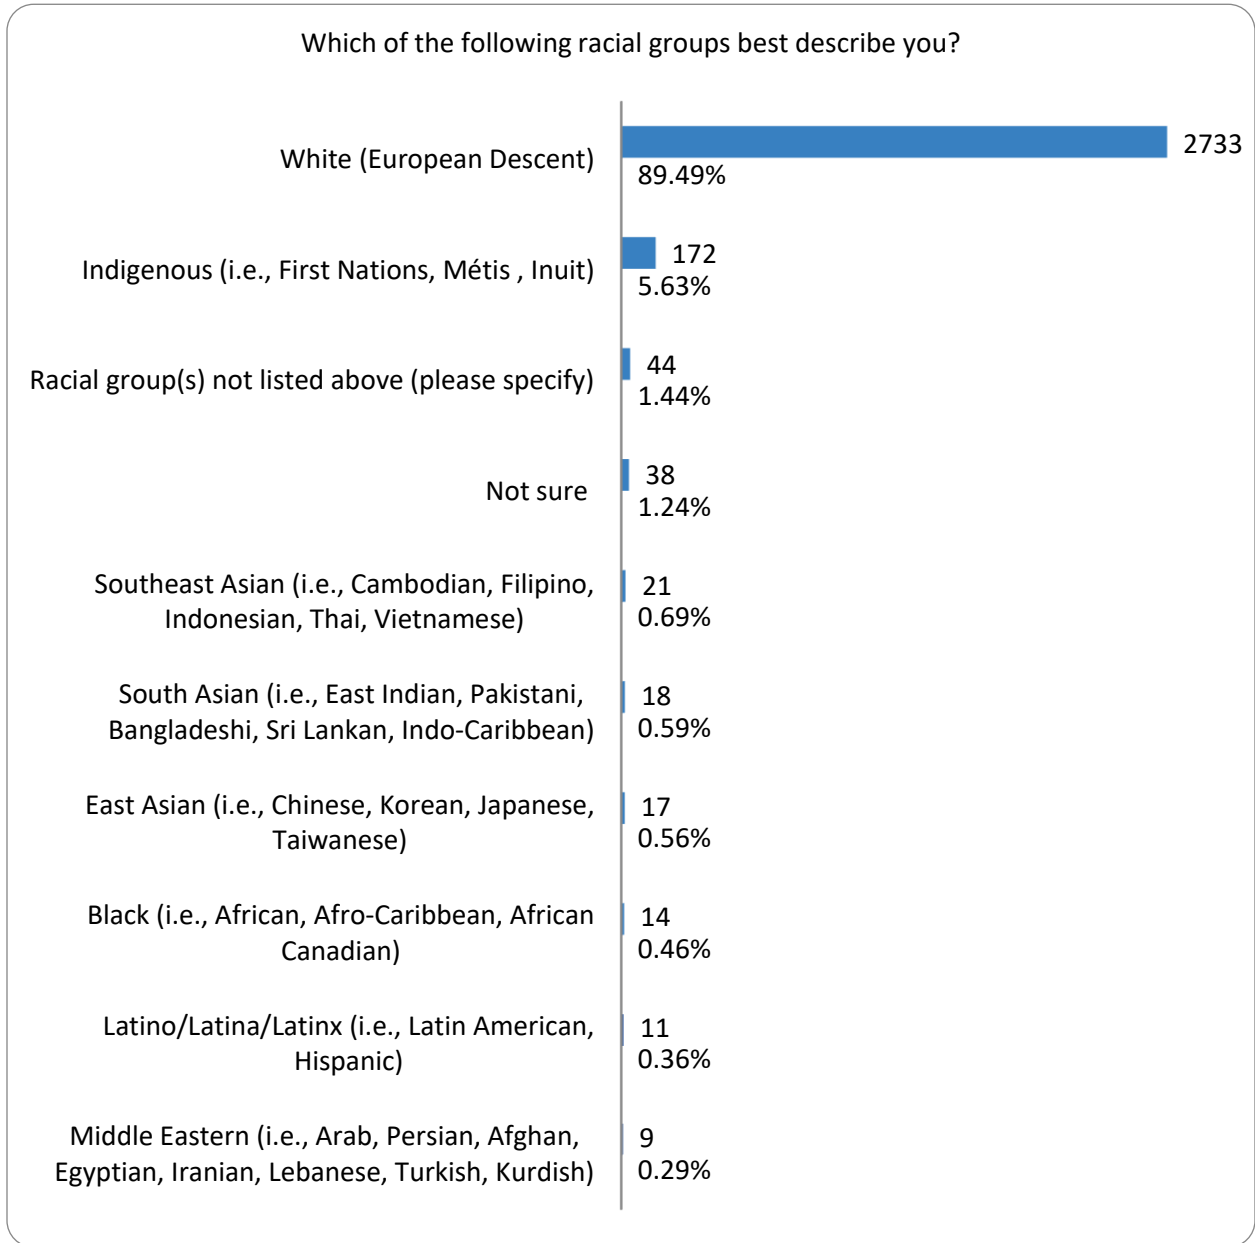 Which of the following racial groups best describe you?
White (European Descent)
2733
89.49%
Indigenous (i.e., First Nations, Métis , Inuit)
172
5.63%
Racial group(s) not listed above (please specify)
44
1.44%
Not sure
38
1.24%
Southeast Asian (i.e., Cambodian, Filipino,
Indonesian, Thai, Vietnamese)
21
0.69%
South Asian (i.e., East Indian, Pakistani,
Bangladeshi, Sri Lankan, Indo-Caribbean)
18
0.59%
East Asian (i.e., Chinese, Korean, Japanese,
Taiwanese)
17
0.56%
Black (i.e., African, Afro-Caribbean, African
Canadian)
14
0.46%
Latino/Latina/Latinx (i.e., Latin American,
Hispanic)
11
0.36%
Middle Eastern (i.e., Arab, Persian, Afghan,
Egyptian, Iranian, Lebanese, Turkish, Kurdish)
9
0.29%